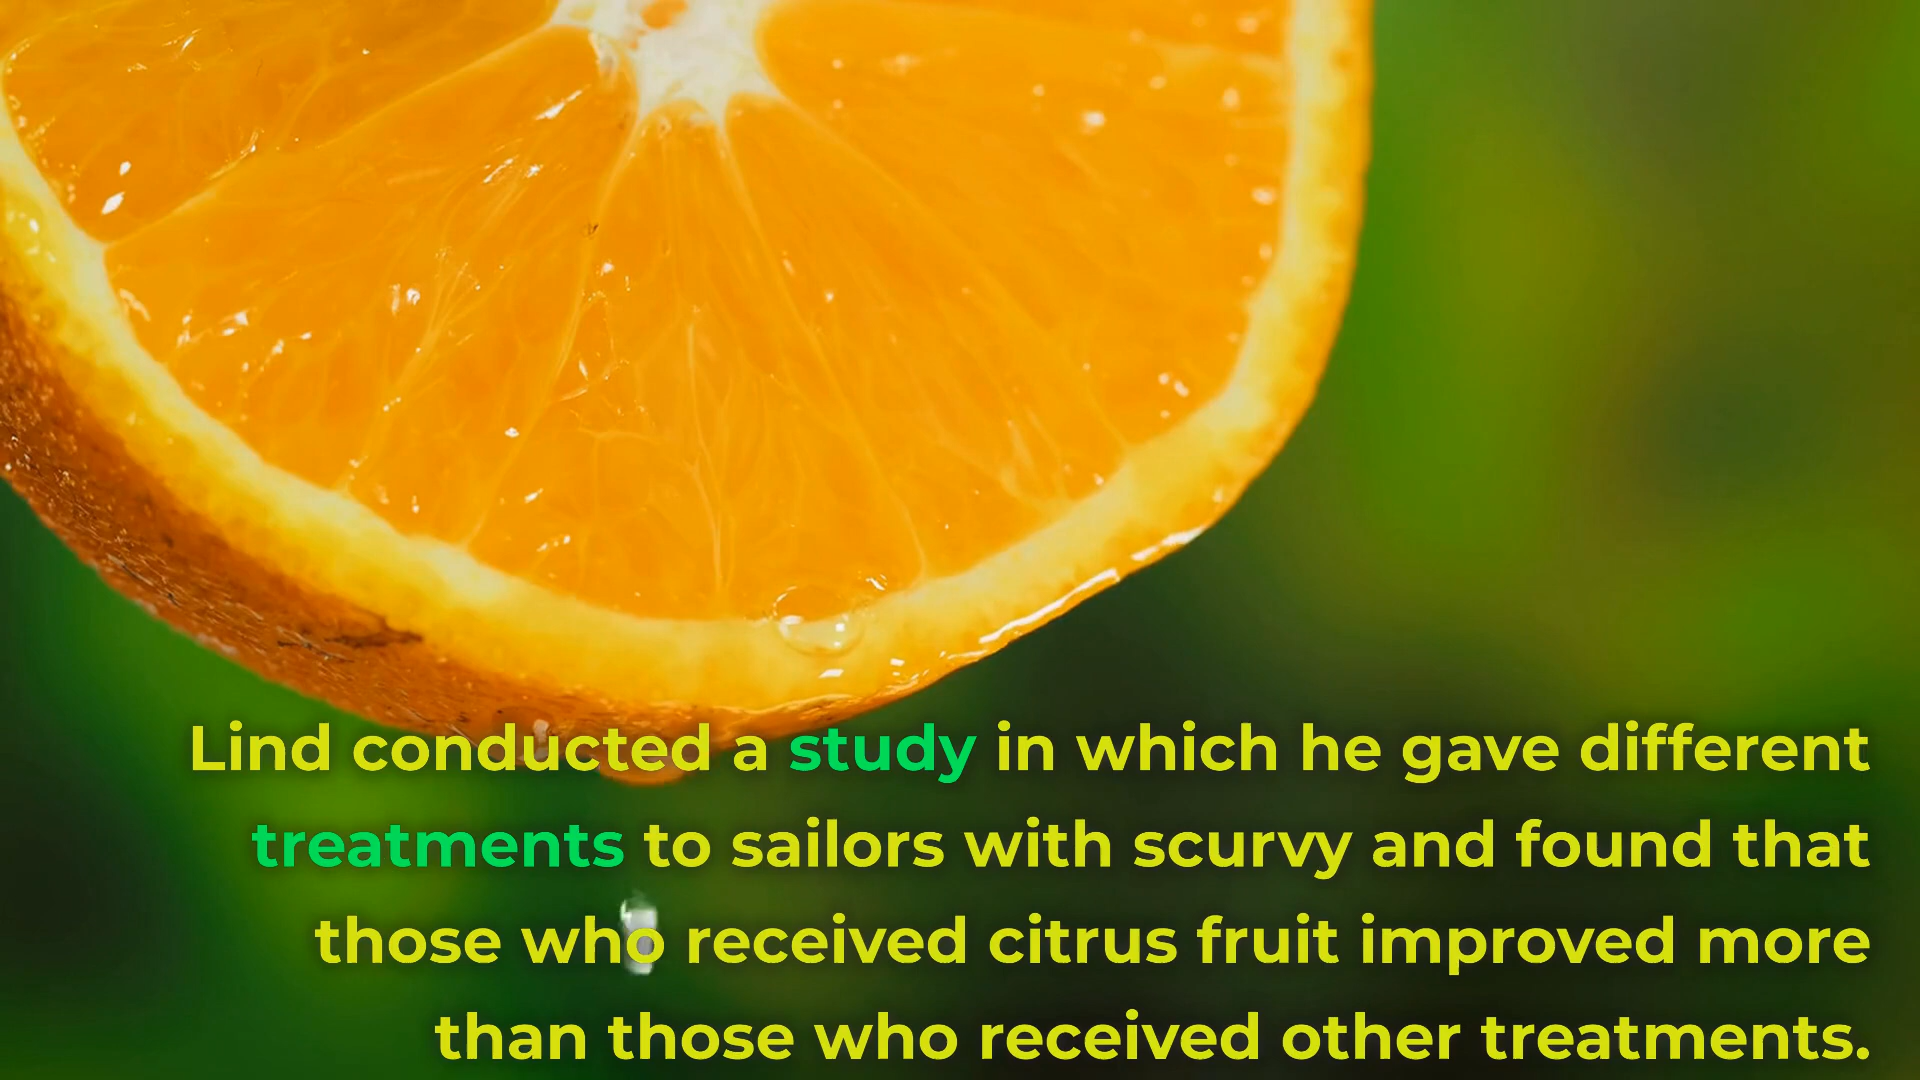 Lind conducted a study in which he gave different
treatments to sailors with scurvy and found that
those who received citrus fruit improved more
than those who received other treatments.